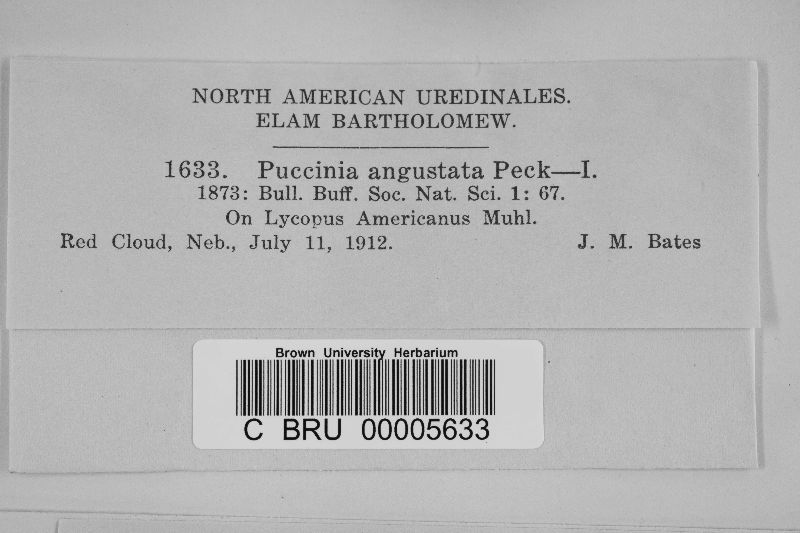 NORTH AMERICAN UREDINALES.
ELAM BARTHOLOMEW.
1633. Puccinia angustata Peck—I.
1873: Bull. Buff. Soc. Nat. Sci. 1: 67.
On Lycopus Americanus Muhl.
Red Cloud, Neb., July 11, 1912. J. M. Bates
Brown University Herbarium
C BRU 00005633